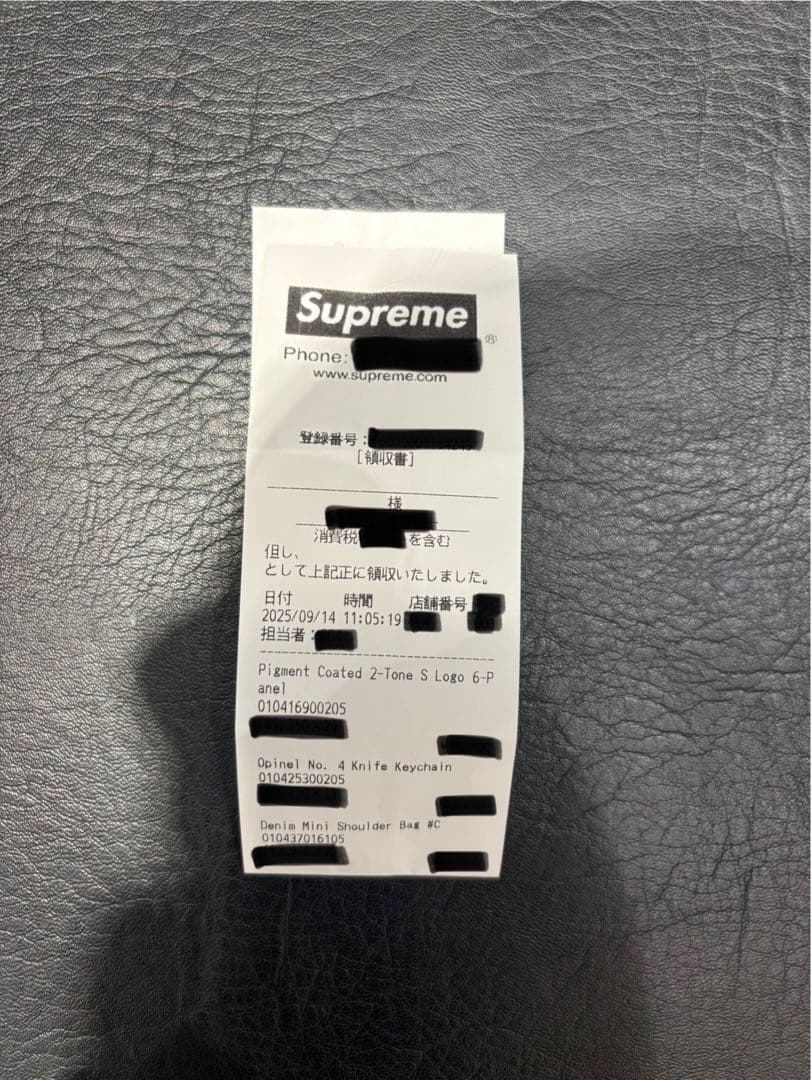 Supreme
®
Phone:
www.supreme.com
登録番号:
[領収書]
様
消費税 を含む
但し、
として上記正に領収いたしました。
日付 時間 店舗番号
2025/09/14 11:05:19
担当者:
Pigment Coated 2-Tone S Logo 6-P
anel
010416900205
Opinel No. 4 Knife Keychain
010425300205
Denim Mini Shoulder Bag #C
010437016105